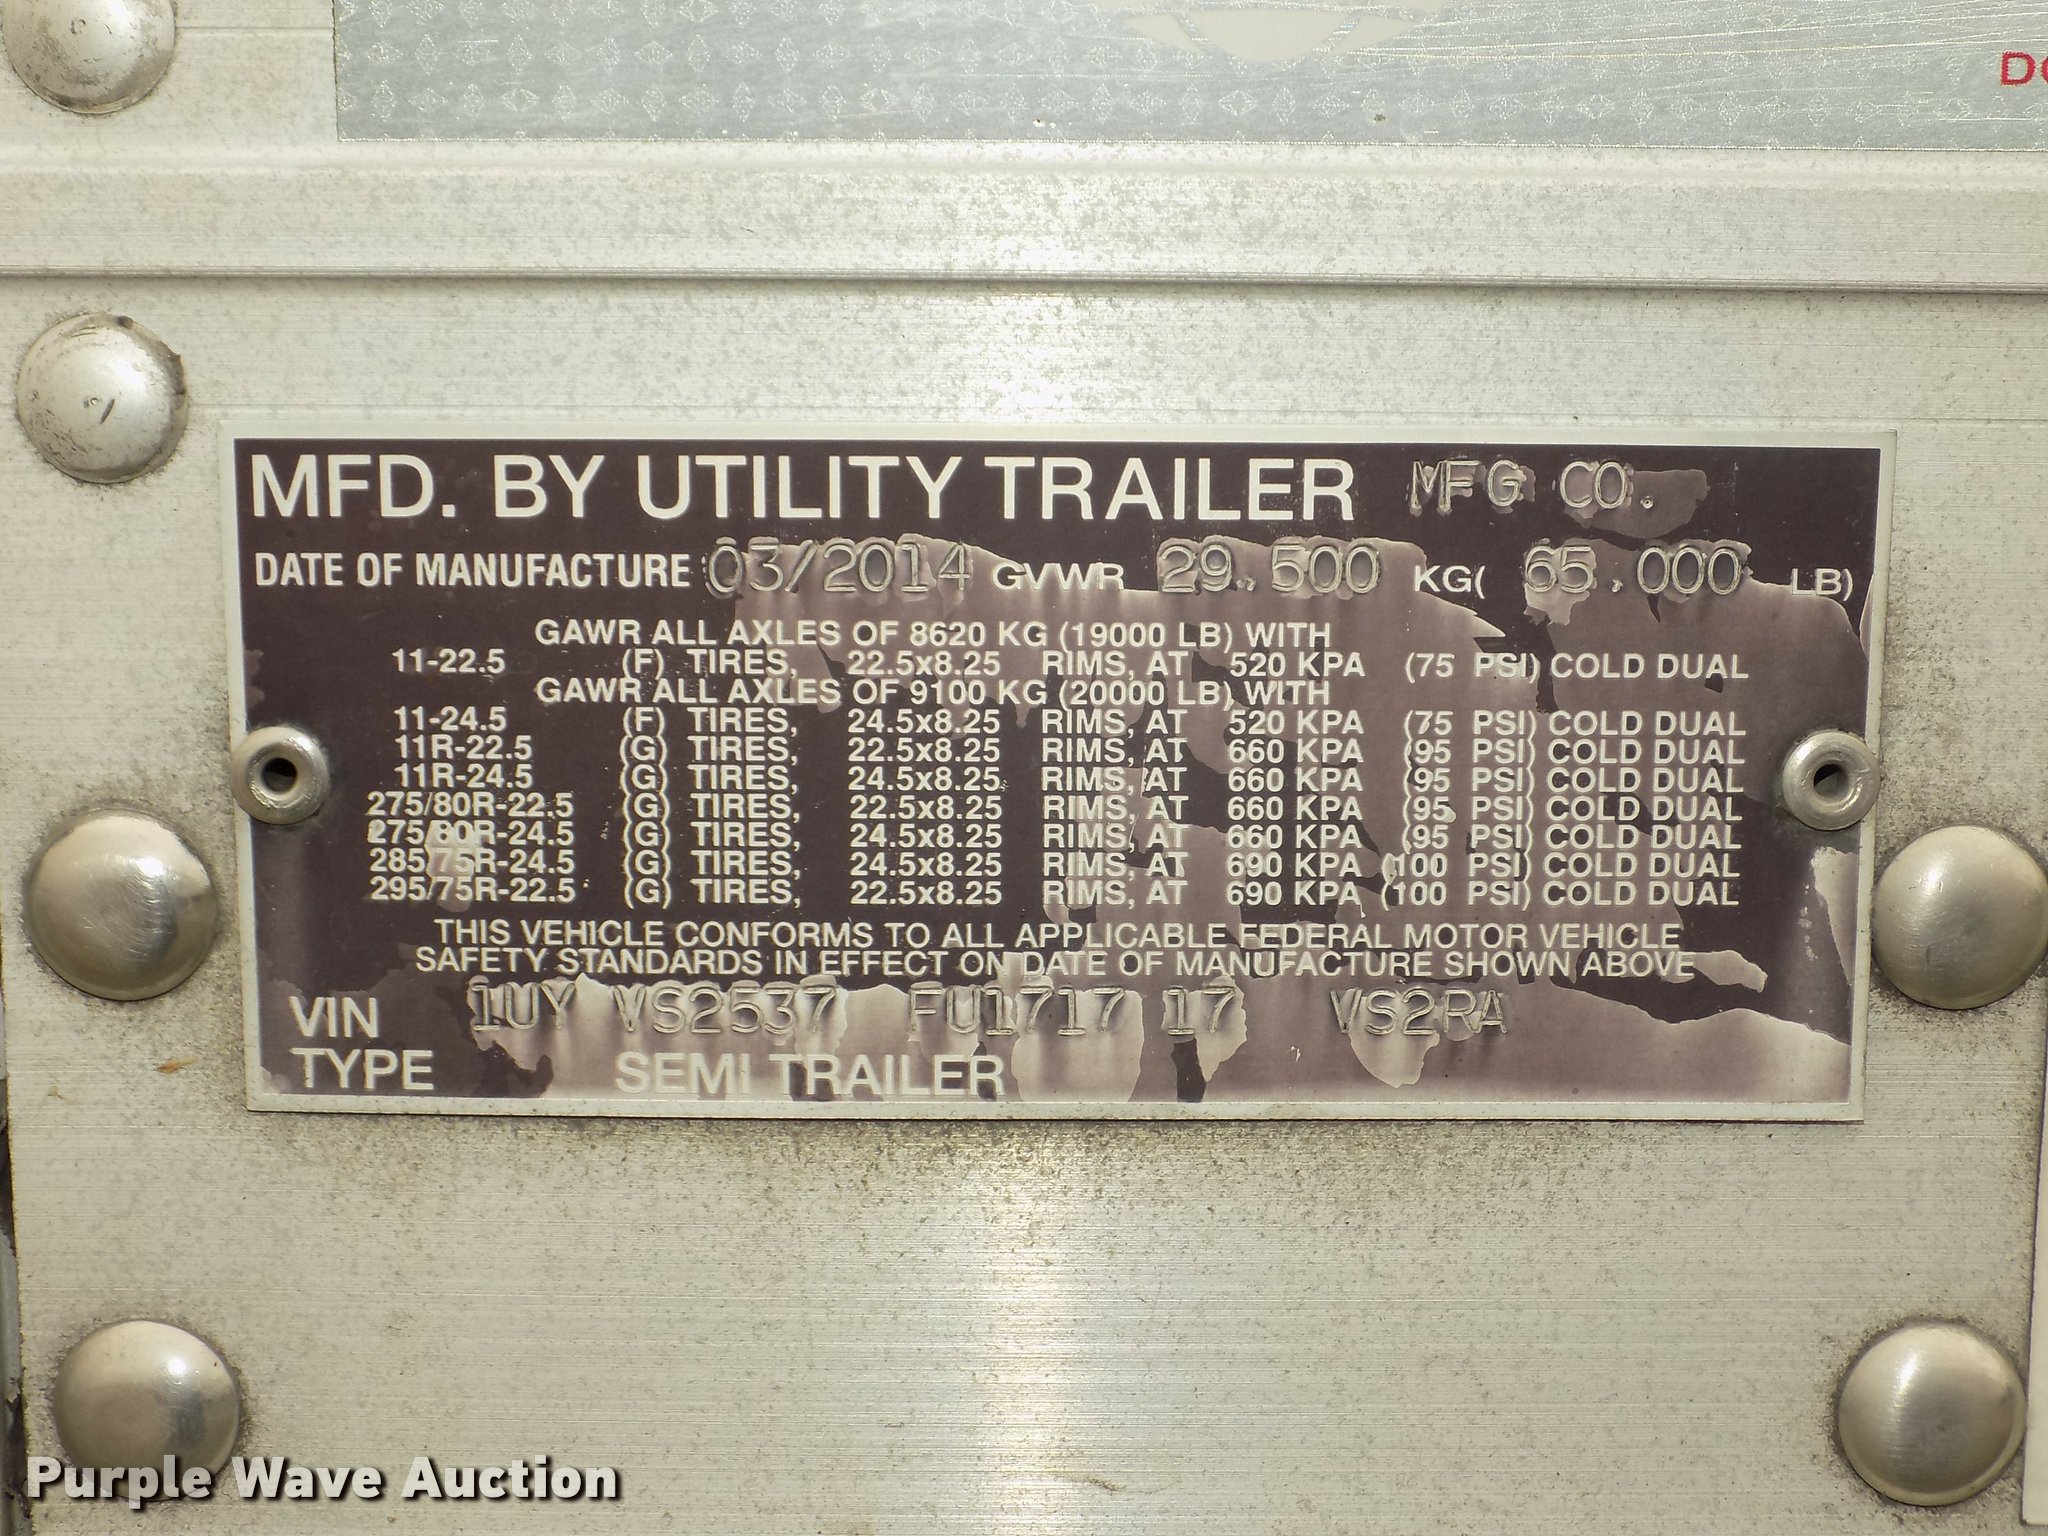 DO
MFD. BY UTILITY TRAILER MFG CO.
DATE OF MANUFACTURE 03/2014 GVWR 29,500 KG( 65,000 LB)
GAWR ALL AXLES OF 8620 KG (19000 LB) WITH
11-22.5 (F) TIRES, 22.5x8.25 RIMS, AT 520 KPA (75 PSI) COLD DUAL
GAWR ALL AXLES OF 9100 KG (20000 LB) WITH
11-24.5 (F) TIRES, 24.5x8.25 RIMS, AT 520 KPA (75 PSI) COLD DUAL
11R-22.5 (G) TIRES, 22.5x8.25 RIMS, AT 660 KPA (95 PSI) COLD DUAL
11R-24.5 (G) TIRES, 24.5x8.25 RIMS, AT 660 KPA (95 PSI) COLD DUAL
275/80R-22.5 (G) TIRES, 22.5x8.25 RIMS, AT 660 KPA (95 PSI) COLD DUAL
275/80R-24.5 (G) TIRES, 24.5x8.25 RIMS, AT 660 KPA (95 PSI) COLD DUAL
285/75R-24.5 (G) TIRES, 24.5x8.25 RIMS, AT 690 KPA (100 PSI) COLD DUAL
295/75R-22.5 (G) TIRES, 22.5x8.25 RIMS, AT 690 KPA (100 PSI) COLD DUAL
THIS VEHICLE CONFORMS TO ALL APPLICABLE FEDERAL MOTOR VEHICLE
SAFETY STANDARDS IN EFFECT ON DATE OF MANUFACTURE SHOWN ABOVE
VIN 1UY VS2537 FU1717 17 VS2RA
TYPE SEMI TRAILER
Purple Wave Auction